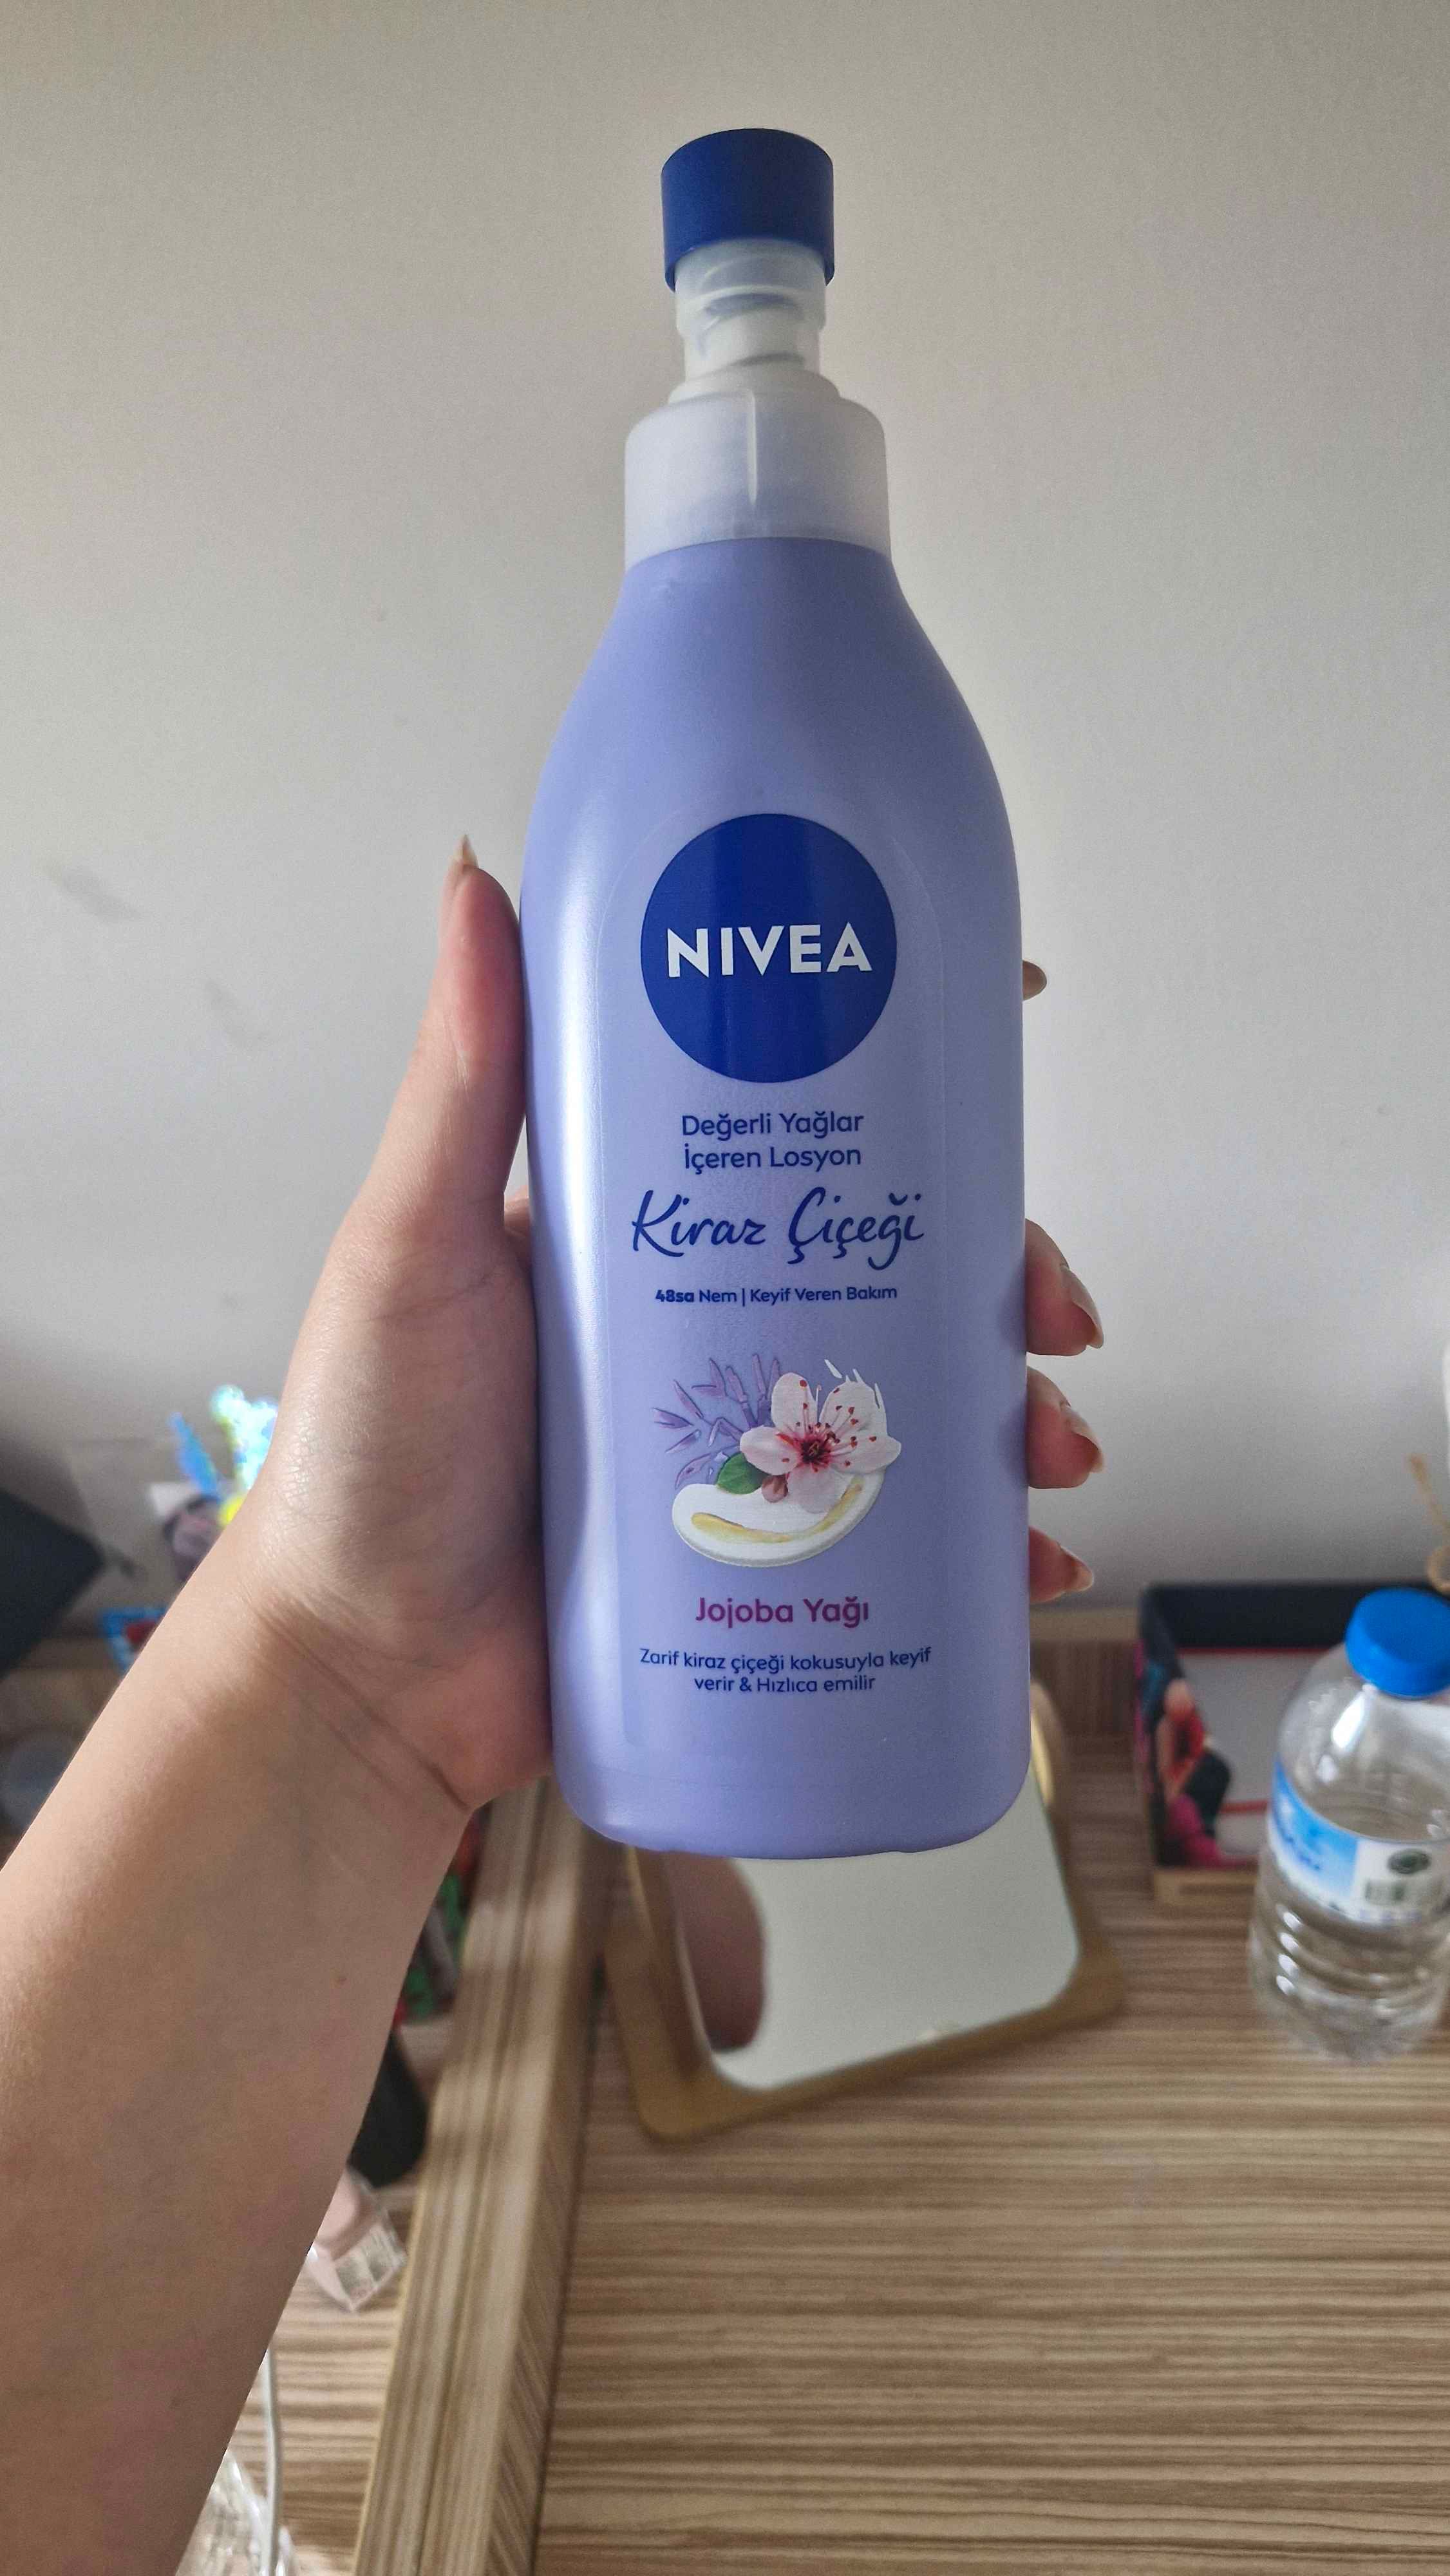 NIVEA
Değerli Yağlar
İçeren Losyon
Kiraz Çiçeği
48sa Nem | Keyif Veren Bakım
Jojoba Yağı
Zarif kiraz çiçeği kokusuyla keyif
verir & Hızlıca emilir